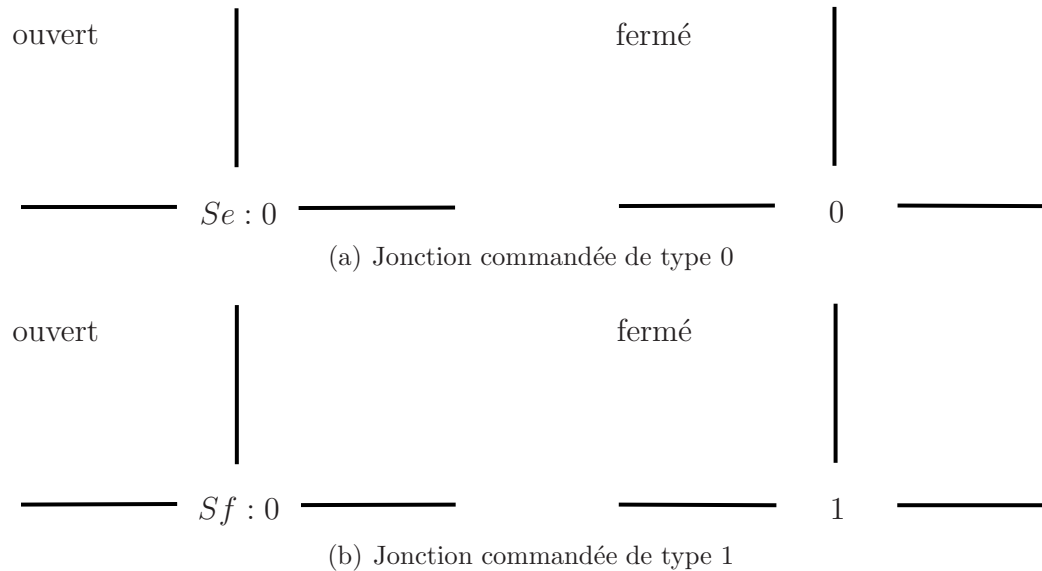 ouvert
fermé
Se : 0
0
(a) Jonction commandée de type 0
ouvert
fermé
Sf : 0
1
(b) Jonction commandée de type 1